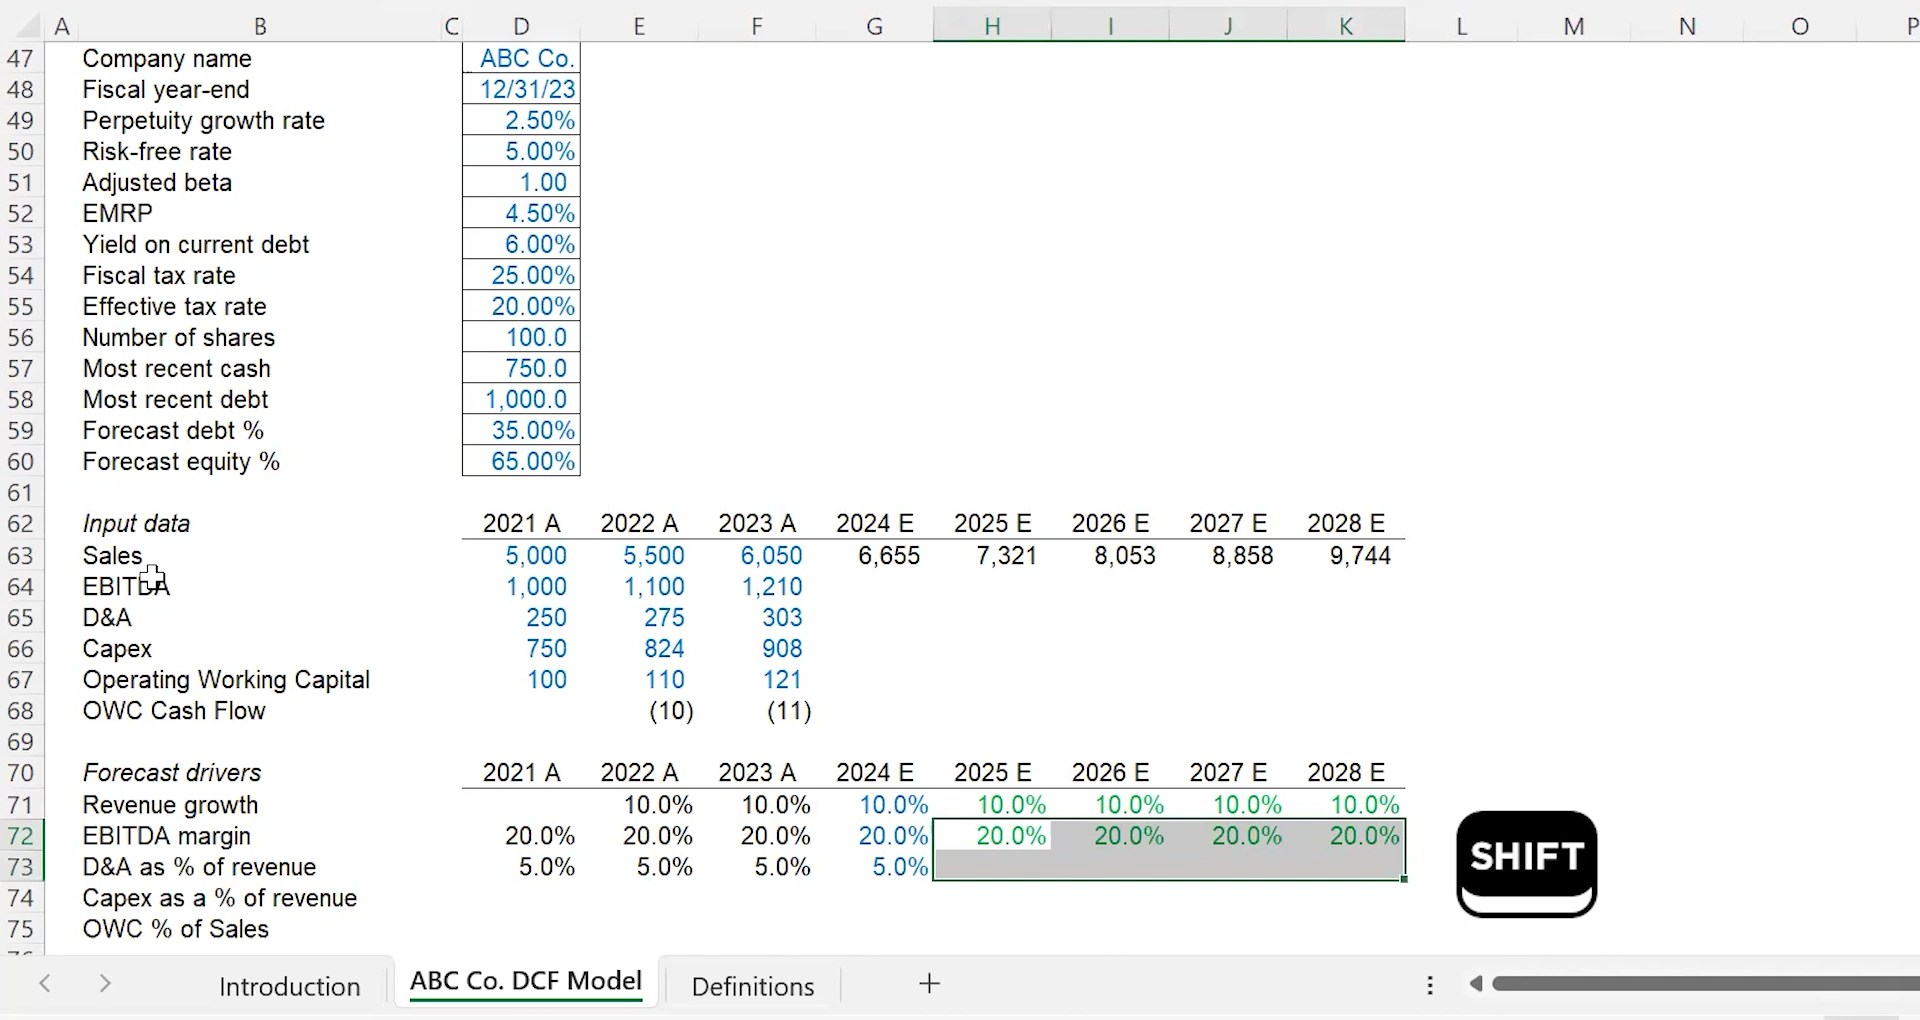 A B C D E F G H I J K L M N O P
47 Company name ABC Co.
48 Fiscal year-end 12/31/23
49 Perpetuity growth rate 2.50%
50 Risk-free rate 5.00%
51 Adjusted beta 1.00
52 EMRP 4.50%
53 Yield on current debt 6.00%
54 Fiscal tax rate 25.00%
55 Effective tax rate 20.00%
56 Number of shares 100.0
57 Most recent cash 750.0
58 Most recent debt 1,000.0
59 Forecast debt % 35.00%
60 Forecast equity % 65.00%
61
62 Input data 2021 A 2022 A 2023 A 2024 E 2025 E 2026 E 2027 E 2028 E
63 Sales 5,000 5,500 6,050 6,655 7,321 8,053 8,858 9,744
64 EBITDA 1,000 1,100 1,210
65 D&A 250 275 303
66 Capex 750 824 908
67 Operating Working Capital 100 110 121
68 OWC Cash Flow (10) (11)
69
70 Forecast drivers 2021 A 2022 A 2023 A 2024 E 2025 E 2026 E 2027 E 2028 E
71 Revenue growth 10.0% 10.0% 10.0% 10.0% 10.0% 10.0% 10.0%
72 EBITDA margin 20.0% 20.0% 20.0% 20.0% 20.0% 20.0% 20.0% 20.0%
73 D&A as % of revenue 5.0% 5.0% 5.0% 5.0%
74 Capex as a % of revenue
75 OWC % of Sales
SHIFT
Introduction ABC Co. DCF Model Definitions